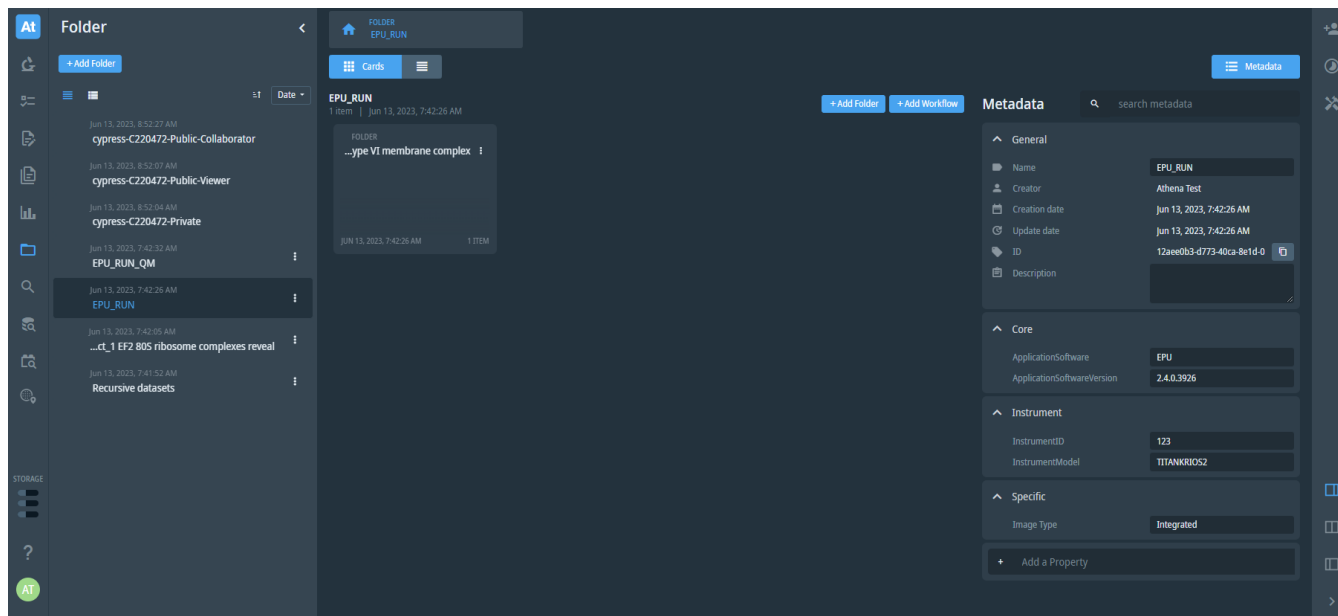 At
Folder
+ Add Folder
Date
Jun 13, 2023, 8:52:27 AM
cypress-C220472-Public-Collaborator
Jun 13, 2023, 8:52:07 AM
cypress-C220472-Public-Viewer
Jun 13, 2023, 8:52:04 AM
cypress-C220472-Private
Jun 13, 2023, 7:42:32 AM
EPU_RUN_QM
Jun 13, 2023, 7:42:26 AM
EPU_RUN
Jun 13, 2023, 7:42:05 AM
...ct_1 EF2 80S ribosome complexes reveal
Jun 13, 2023, 7:41:52 AM
Recursive datasets
STORAGE
?
AT
FOLDER
EPU_RUN
Cards
Metadata
EPU_RUN
1 item | Jun 13, 2023, 7:42:26 AM
+ Add Folder
+ Add Workflow
FOLDER
...ype VI membrane complex
JUN 13, 2023, 7:42:26 AM 1 ITEM
Metadata
search metadata
General
Name EPU_RUN
Creator Athena Test
Creation date Jun 13, 2023, 7:42:26 AM
Update date Jun 13, 2023, 7:42:26 AM
ID 12aee0b3-d773-40ca-8e1d-0
Description
Core
ApplicationSoftware EPU
ApplicationSoftwareVersion 2.4.0.3926
Instrument
InstrumentID 123
InstrumentModel TITANKRIOS2
Specific
Image Type Integrated
+ Add a Property